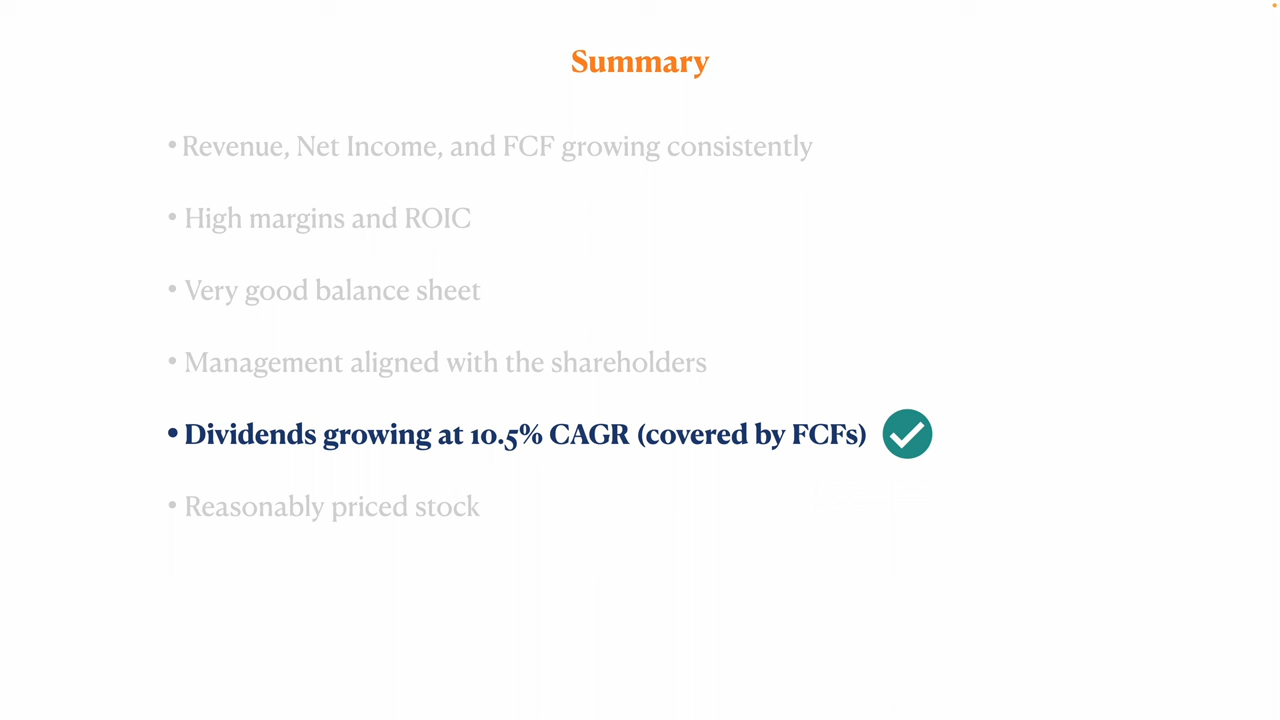 Summary
• Revenue, Net Income, and FCF growing consistently
• High margins and ROIC
• Very good balance sheet
• Management aligned with the shareholders
• Dividends growing at 10.5% CAGR (covered by FCFs)
• Reasonably priced stock